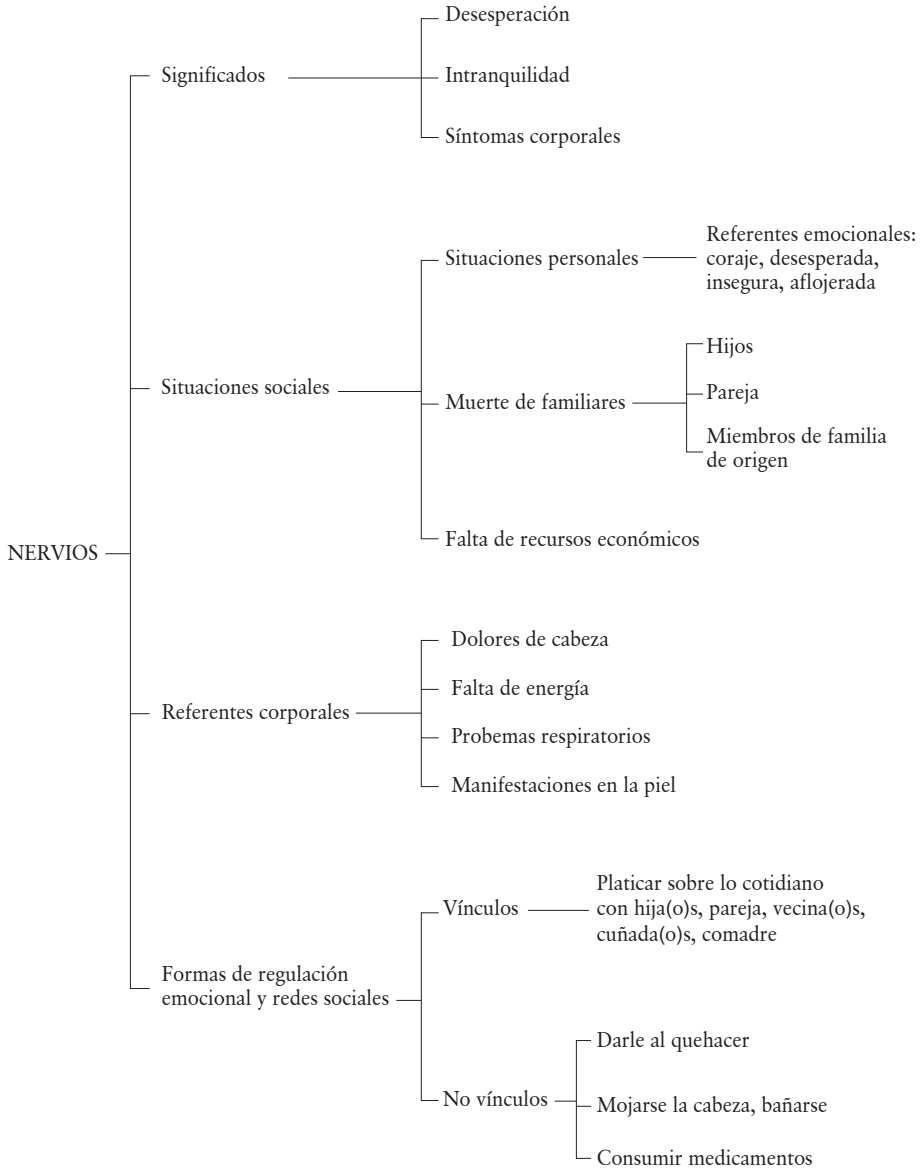 NERVIOS
Significados
Desesperación
Intranquilidad
Síntomas corporales
Situaciones sociales
Situaciones personales
Referentes emocionales:
coraje, desesperada,
insegura, aflojerada
Muerte de familiares
Hijos
Pareja
Miembros de familia
de origen
Falta de recursos económicos
Referentes corporales
Dolores de cabeza
Falta de energía
Probemas respiratorios
Manifestaciones en la piel
Formas de regulación
emocional y redes sociales
Vínculos
Platicar sobre lo cotidiano
con hija(o)s, pareja, vecina(o)s,
cuñada(o)s, comadre
No vínculos
Darle al quehacer
Mojarse la cabeza, bañarse
Consumir medicamentos